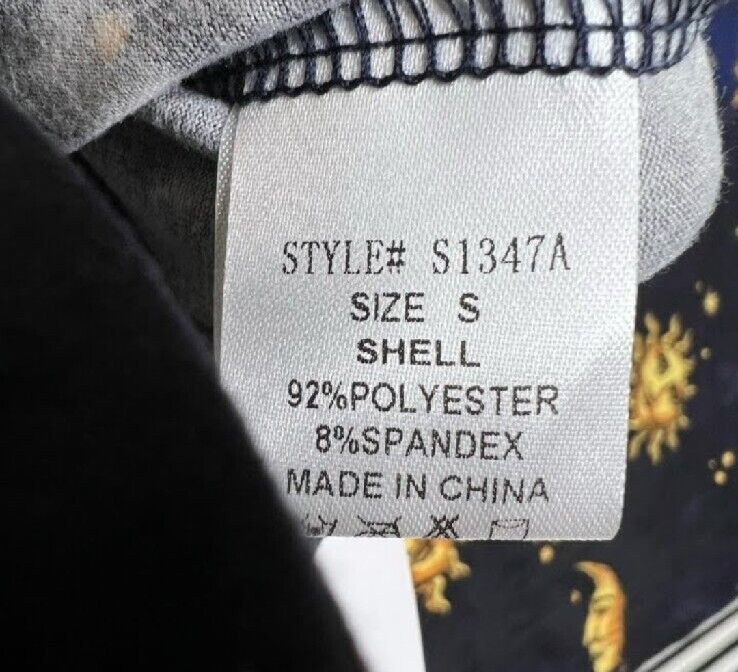 STYLE# S1347A
SIZE S
SHELL
92%POLYESTER
8%SPANDEX
MADE IN CHINA